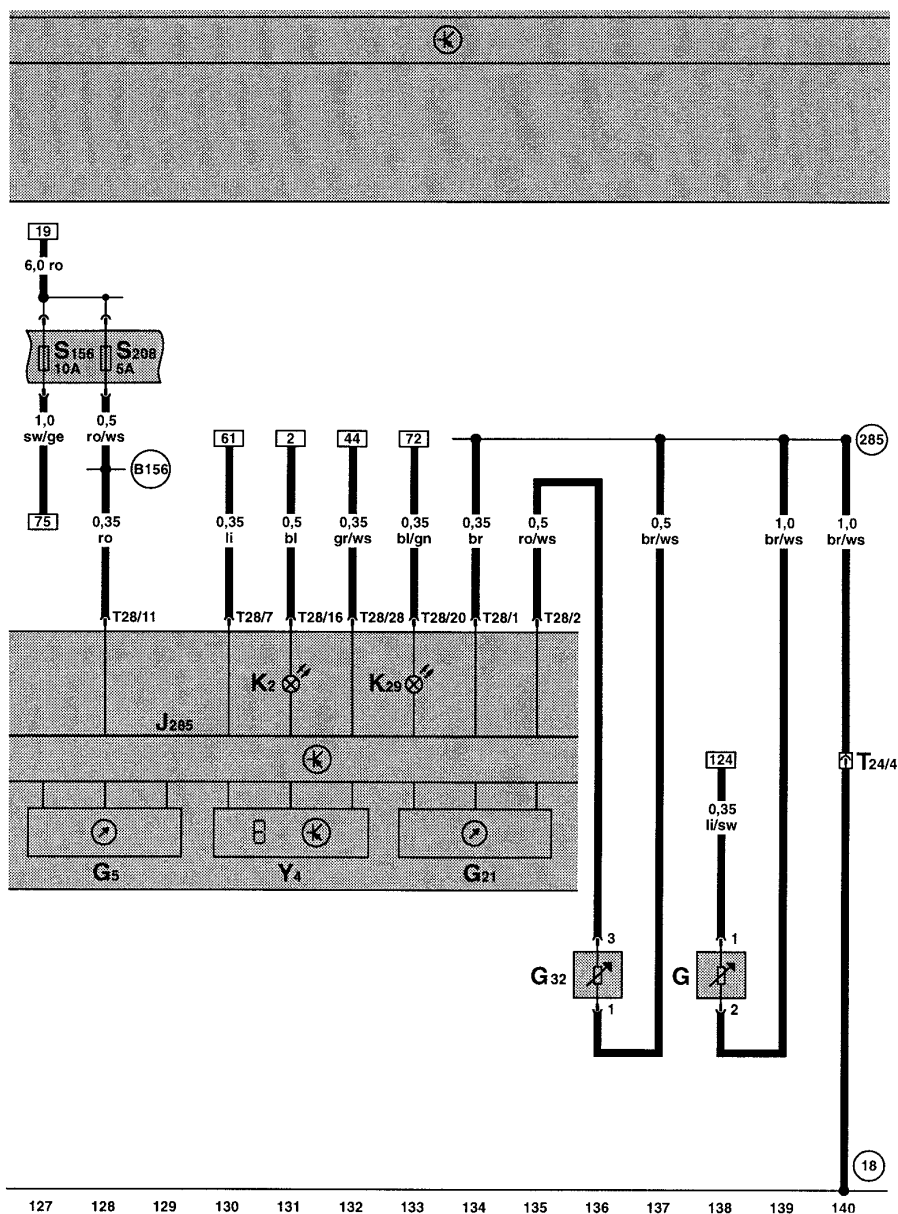 19
6,0 ro
S156
10A
S208
5A
1,0
sw/ge
0,5
ro/ws
B156
75
0,35
ro
61
0,35
li
2
0,5
bl
44
0,35
gr/ws
72
0,35
bl/gn
0,35
br
0,5
ro/ws
0,5
br/ws
1,0
br/ws
1,0
br/ws
285
T28/11
T28/7
T28/16
T28/28
T28/20
T28/1
T28/2
K2
K29
J285
G5
Y4
G21
124
0,35
li/sw
T24/4
3
G32
1
1
G
2
18
127 128 129 130 131 132 133 134 135 136 137 138 139 140